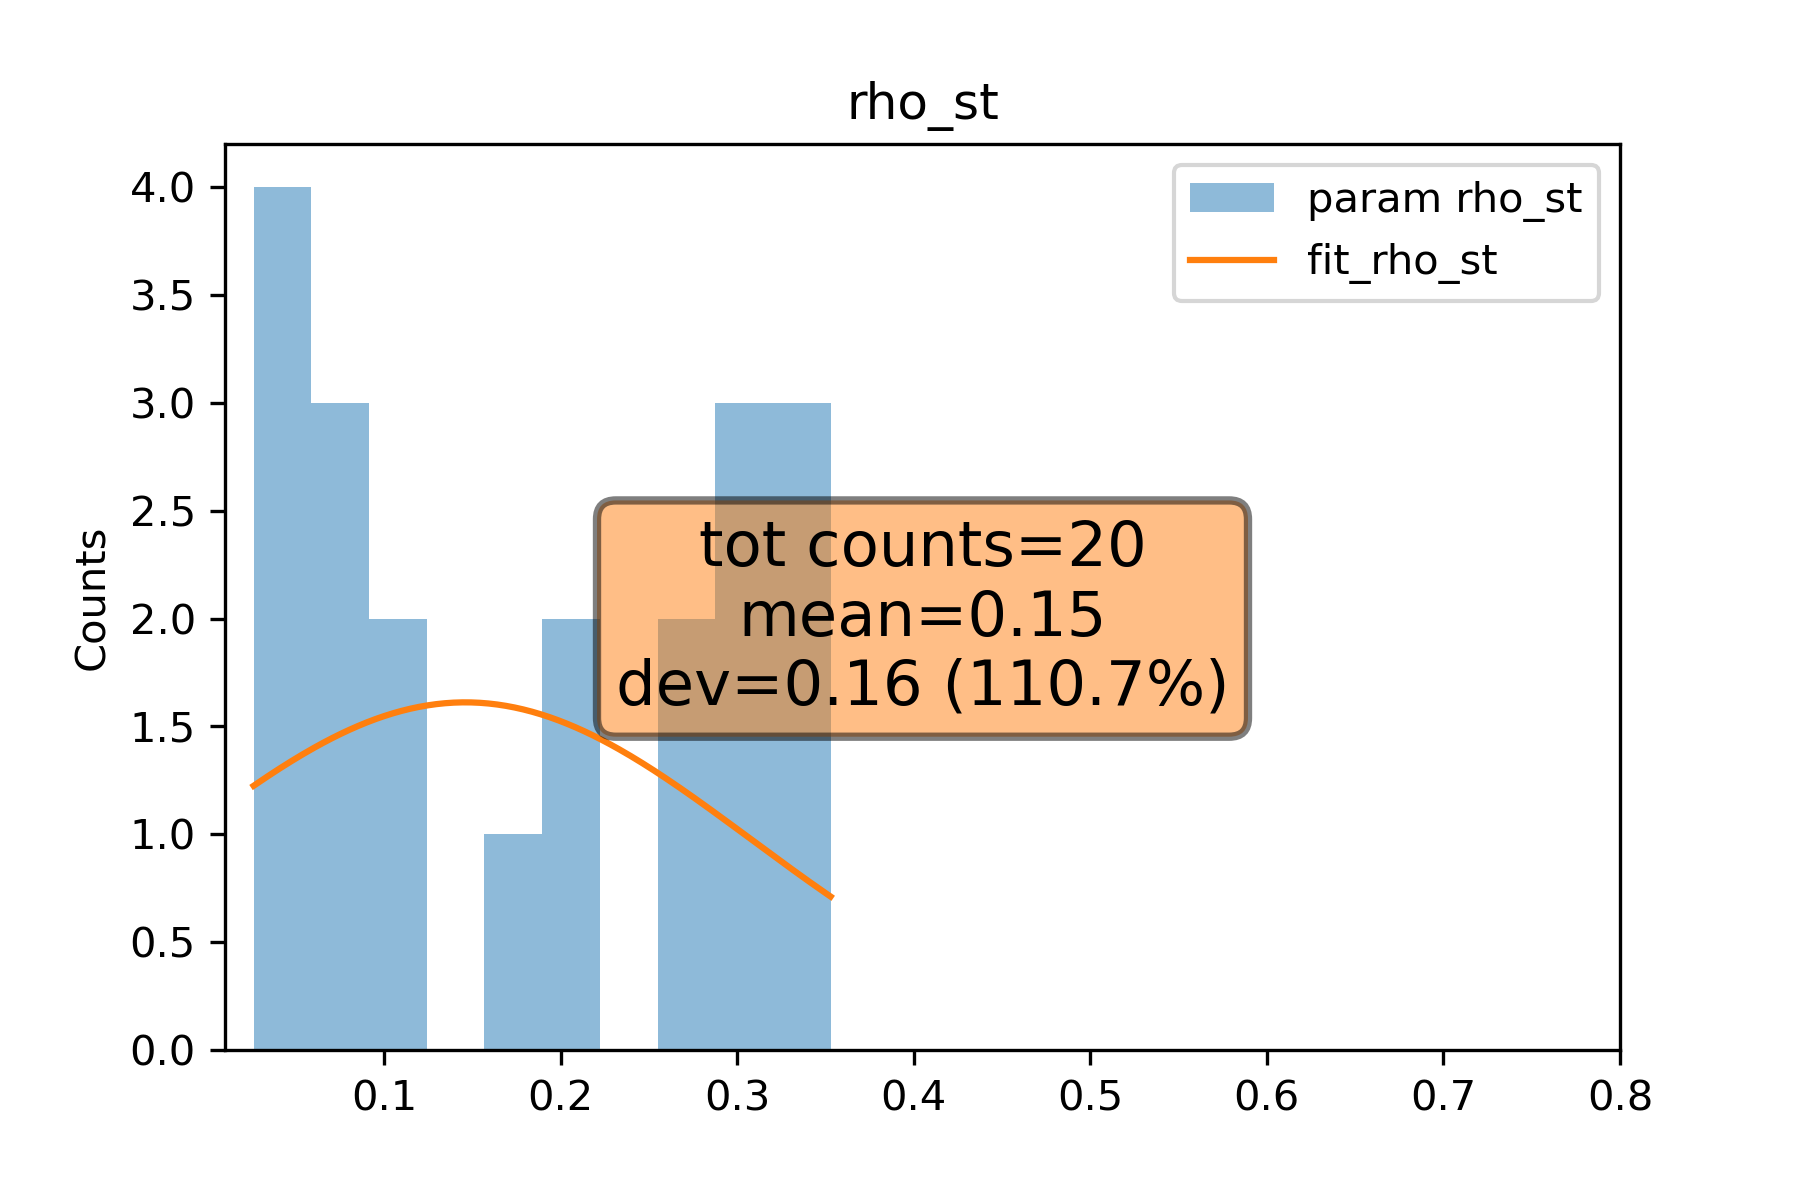 rho_st
param rho_st
fit_rho_st
4.0
3.5
3.0
2.5
2.0
1.5
1.0
0.5
0.0
Counts
tot counts=20
mean=0.15
dev=0.16 (110.7%)
0.1 0.2 0.3 0.4 0.5 0.6 0.7 0.8